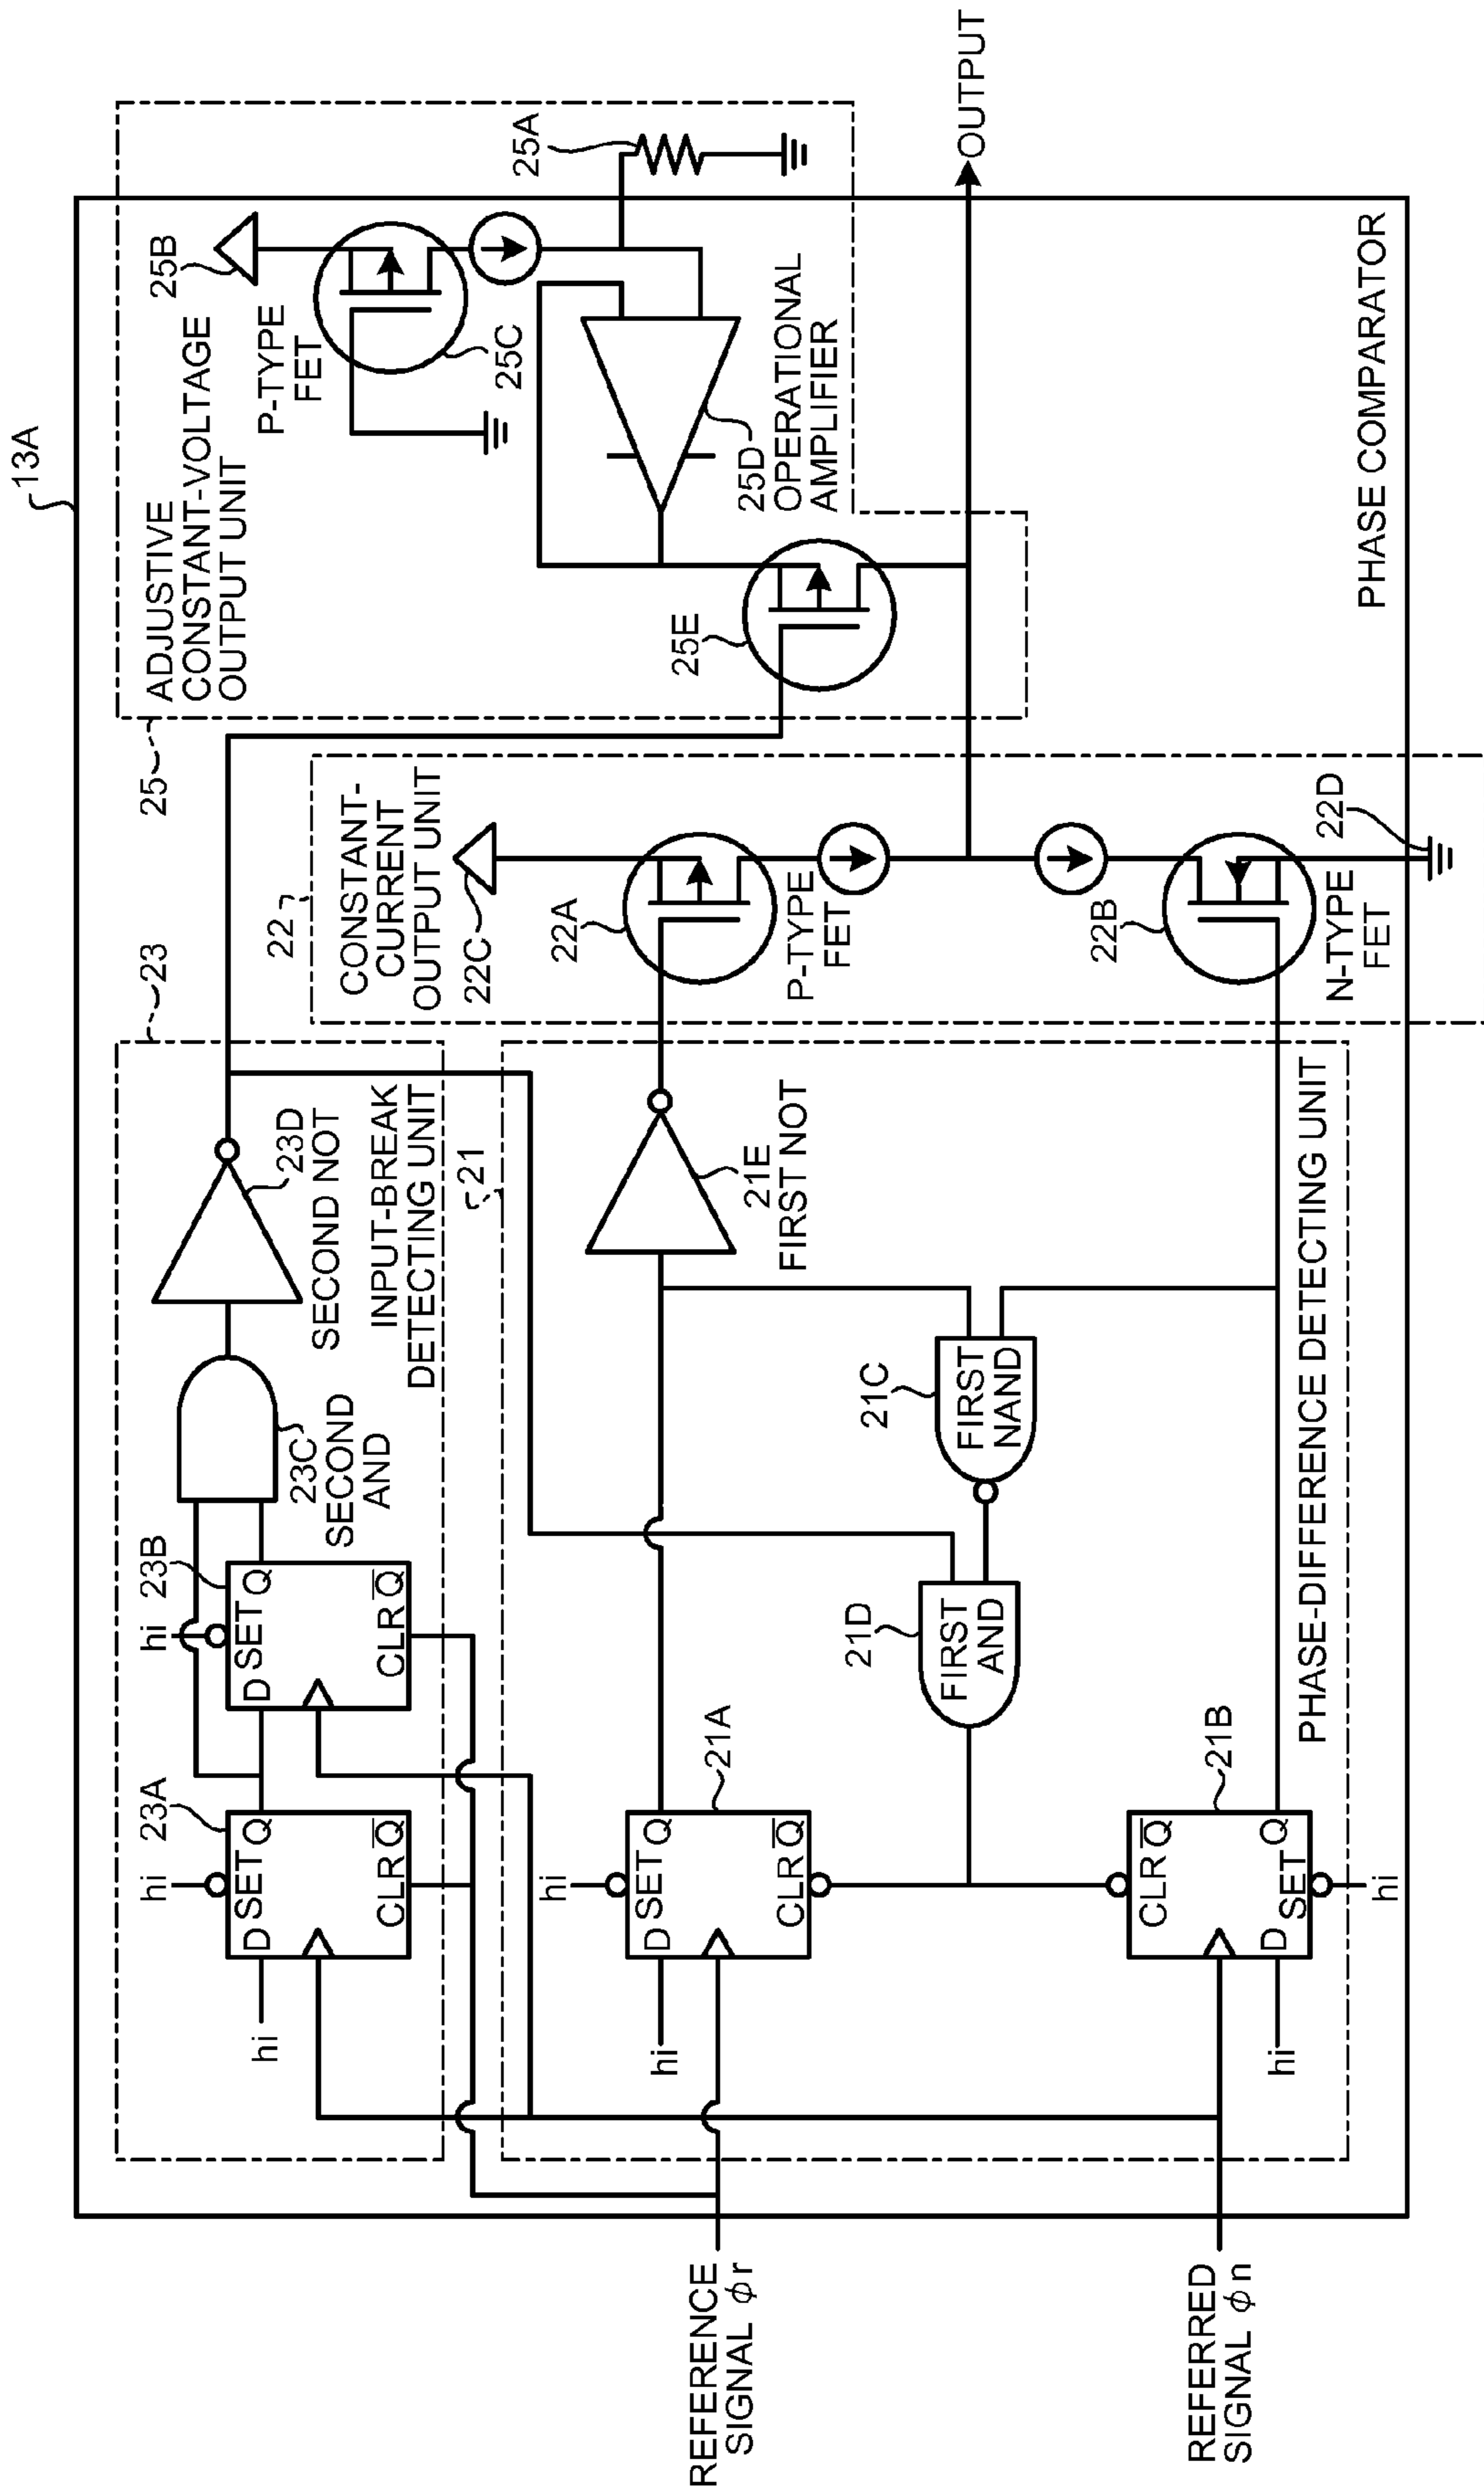 13A
23
INPUT-BREAK
DETECTING UNIT
hi
hi
23A
D
SET
Q
CLR
Q̅
hi
23B
D
SET
Q
CLR
Q̅
23C
SECOND
AND
23D
SECOND NOT
25
ADJUSTIVE
CONSTANT-VOLTAGE
OUTPUT UNIT
25B
P-TYPE
FET
25C
25A
25D
OPERATIONAL
AMPLIFIER
25E
22
CONSTANT-
CURRENT
OUTPUT UNIT
22C
22A
P-TYPE
FET
22B
N-TYPE
FET
22D
OUTPUT
21
REFERENCE
SIGNAL ϕr
REFERRED
SIGNAL ϕn
hi
hi
21A
D
SET
Q
CLR
Q̅
21E
FIRST NOT
21C
FIRST
NAND
21D
FIRST
AND
21B
CLR
Q̅
D
SET
Q
hi
hi
PHASE-DIFFERENCE DETECTING UNIT
PHASE COMPARATOR